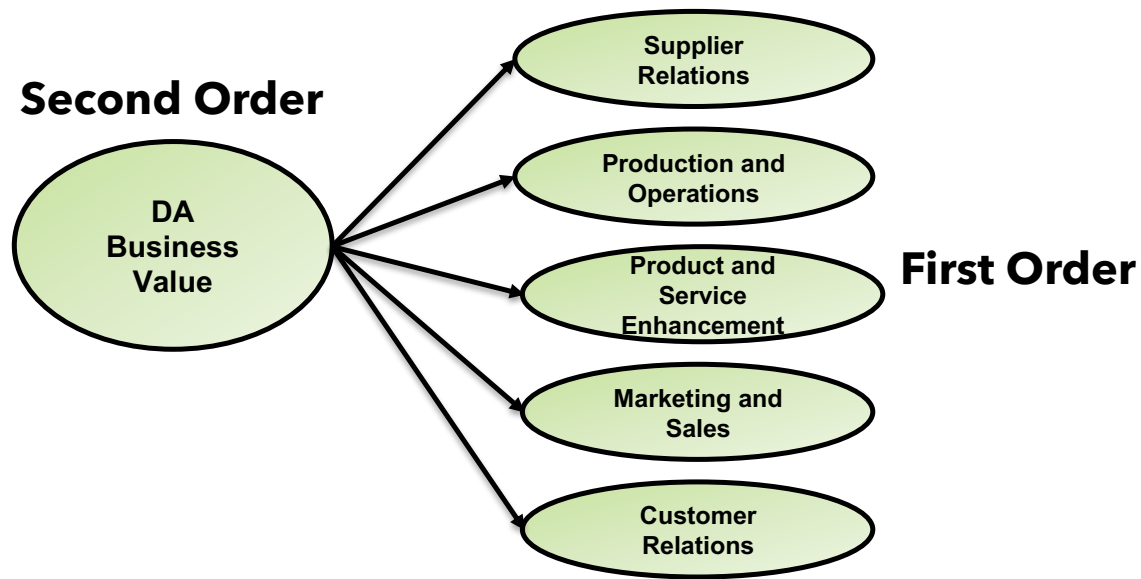 Second Order
DA
Business
Value
Supplier
Relations
Production and
Operations
Product and
Service
Enhancement
Marketing and
Sales
Customer
Relations
First Order